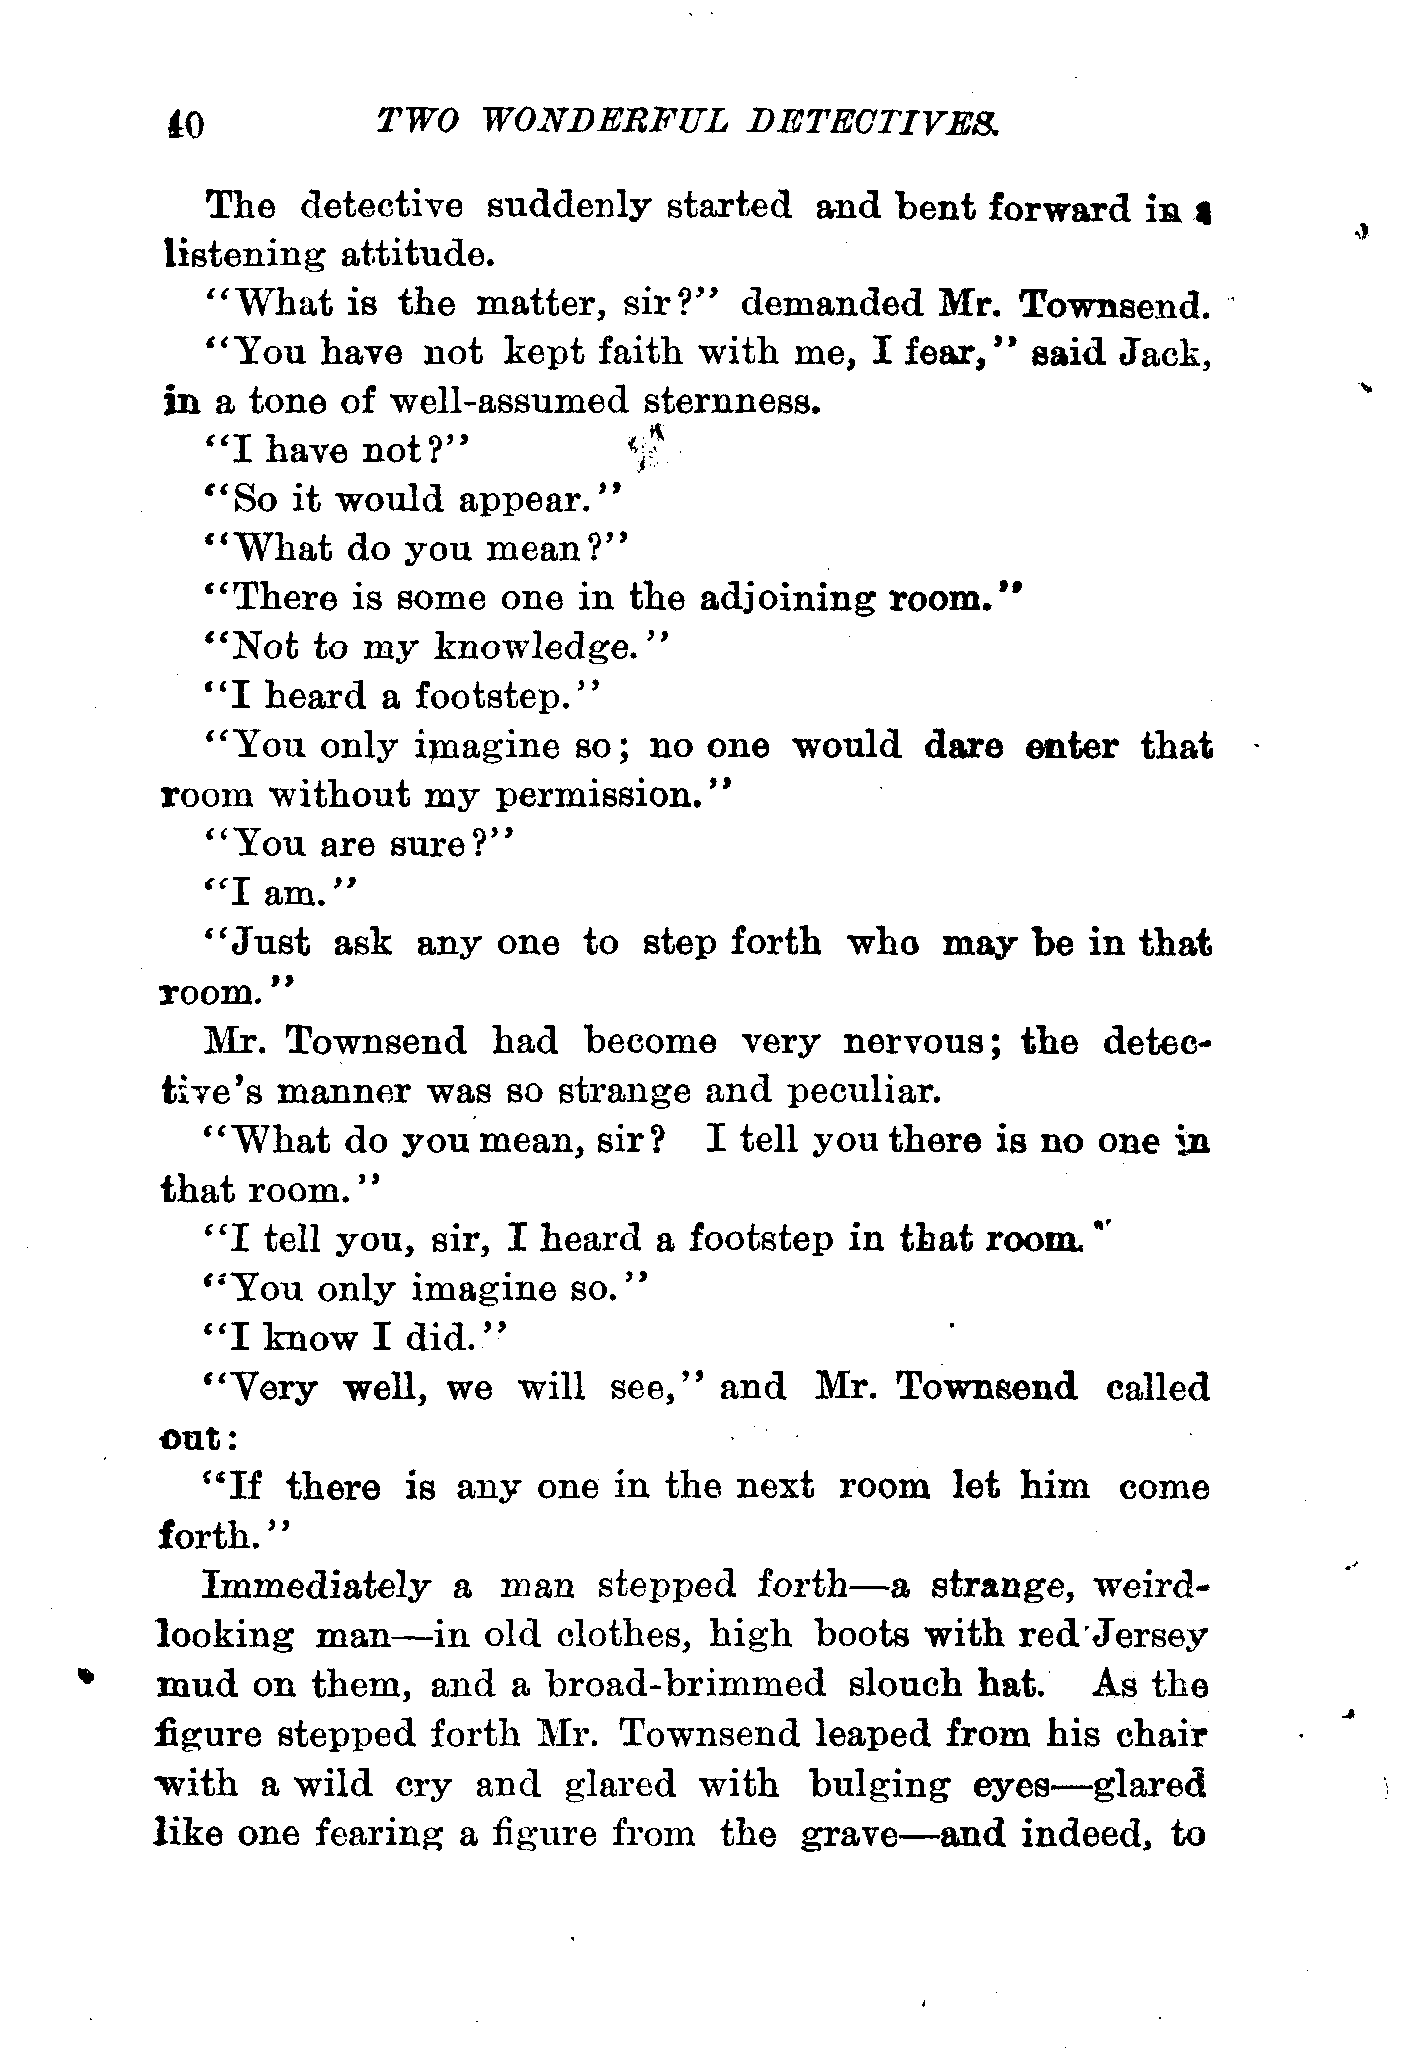 40 TWO WONDERFUL DETECTIVES.
The detective suddenly started and bent forward in a
listening attitude.
"What is the matter, sir?" demanded Mr. Townsend.
"You have not kept faith with me, I fear," said Jack,
in a tone of well-assumed sternness.
"I have not?"
"So it would appear."
"What do you mean?"
"There is some one in the adjoining room."
"Not to my knowledge."
"I heard a footstep."
"You only imagine so; no one would dare enter that
room without my permission."
"You are sure?"
"I am."
"Just ask any one to step forth who may be in that
room."
Mr. Townsend had become very nervous; the detec-
tive's manner was so strange and peculiar.
"What do you mean, sir? I tell you there is no one in
that room."
"I tell you, sir, I heard a footstep in that room."
"You only imagine so."
"I know I did."
"Very well, we will see," and Mr. Townsend called
out:
"If there is any one in the next room let him come
forth."
Immediately a man stepped forth—a strange, weird-
looking man—in old clothes, high boots with red Jersey
mud on them, and a broad-brimmed slouch hat. As the
figure stepped forth Mr. Townsend leaped from his chair
with a wild cry and glared with bulging eyes—glared
like one fearing a figure from the grave—and indeed, to